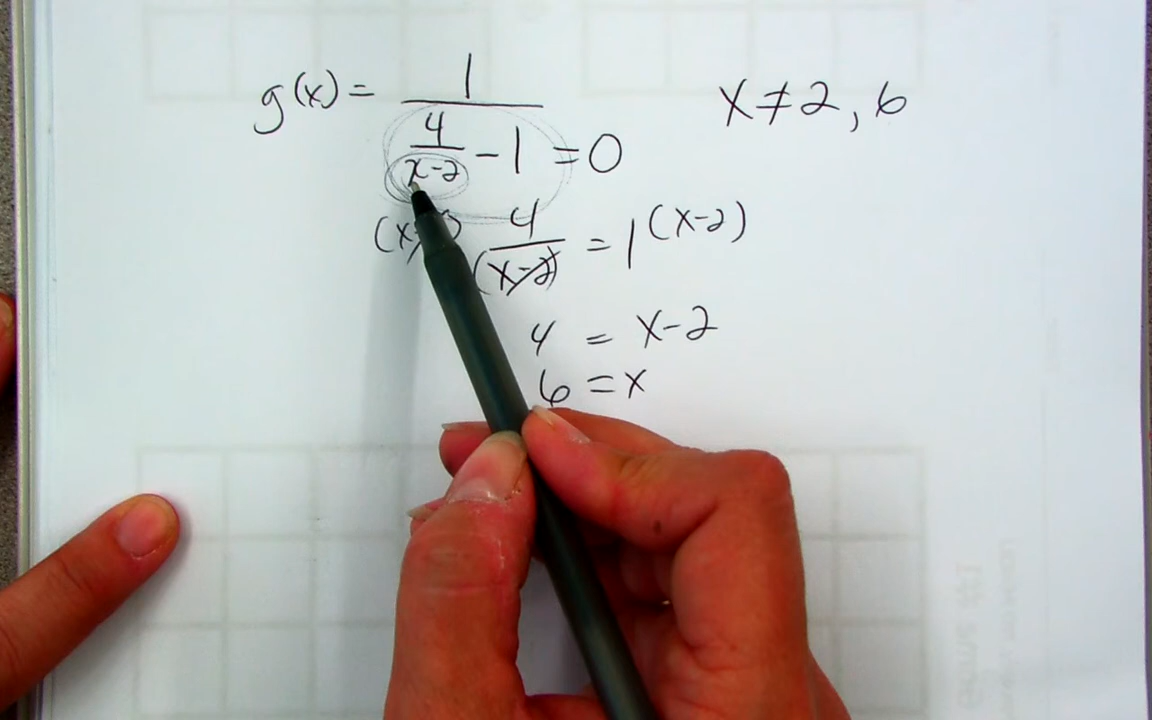 g(x) = 1
4
x-2 - 1 = 0
x ≠ 2, 6
4
(x-2) = 1 (x-2)
4 = x-2
6 = x